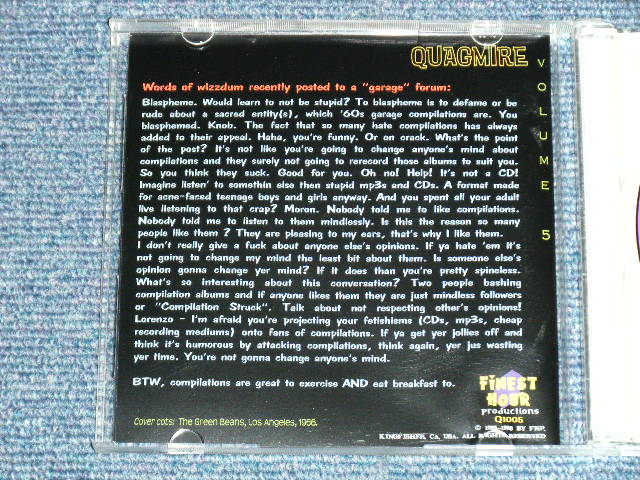 QUAGMIRE
VOLUME 5
Words of wizzdum recently posted to a "garage" forum:
Blaspheme. Would learn to not be stupid? To blaspheme is to defame or be
rude about a sacred entity(s), which '60s garage compilations are. You
blasphemed. Knob. The fact that so many hate compilations has always
added to their appeal. Haha, you're funny. Or on crack. What's the point
of the post? It's not like you're going to change anyone's mind about
compilations and they surely not going to rerecord those albums to suit you.
So you think they suck. Good for you. Oh no! Help! It's not a CD!
Imagine listen' to somethin else then stupid mp3s and CDs. A format made
for acne-faced teenage boys and girls anyway. And you spent all your adult
live listening to that crap? Moron. Nobody told me to like compilations.
Nobody told me to listen to them mindlessly. Is this the reason so many
people like them ? They are pleasing to my ears, that's why I like them.
I don't really give a fuck about anyone else's opinions. If ya hate 'em it's
not going to change my mind the least bit about them. Is someone else's
opinion gonna change yer mind? If it does than you're pretty spineless.
What's so interesting about this conversation? Two people bashing
compilation albums and if anyone likes them they are just mindless followers
or "Compilation Struck". Talk about not respecting other's opinions!
Lorenzo - I'm afraid you're projecting your fetishisms (CDs, mp3s, cheap
recording mediums) onto fans of compilations. If ya get yer jollies off and
think it's humorous by attacking compilations, think again, yer jus wasting
yer time. You're not gonna change anyone's mind.
BTW, compilations are great to exercise AND eat breakfast to.
Cover cats: The Green Beans, Los Angeles, 1966.
FINEST
HOUR
productions
Q1005
BY FHP.
KINGFISHER, CA, USA. ALL RIGHTS RESERVED